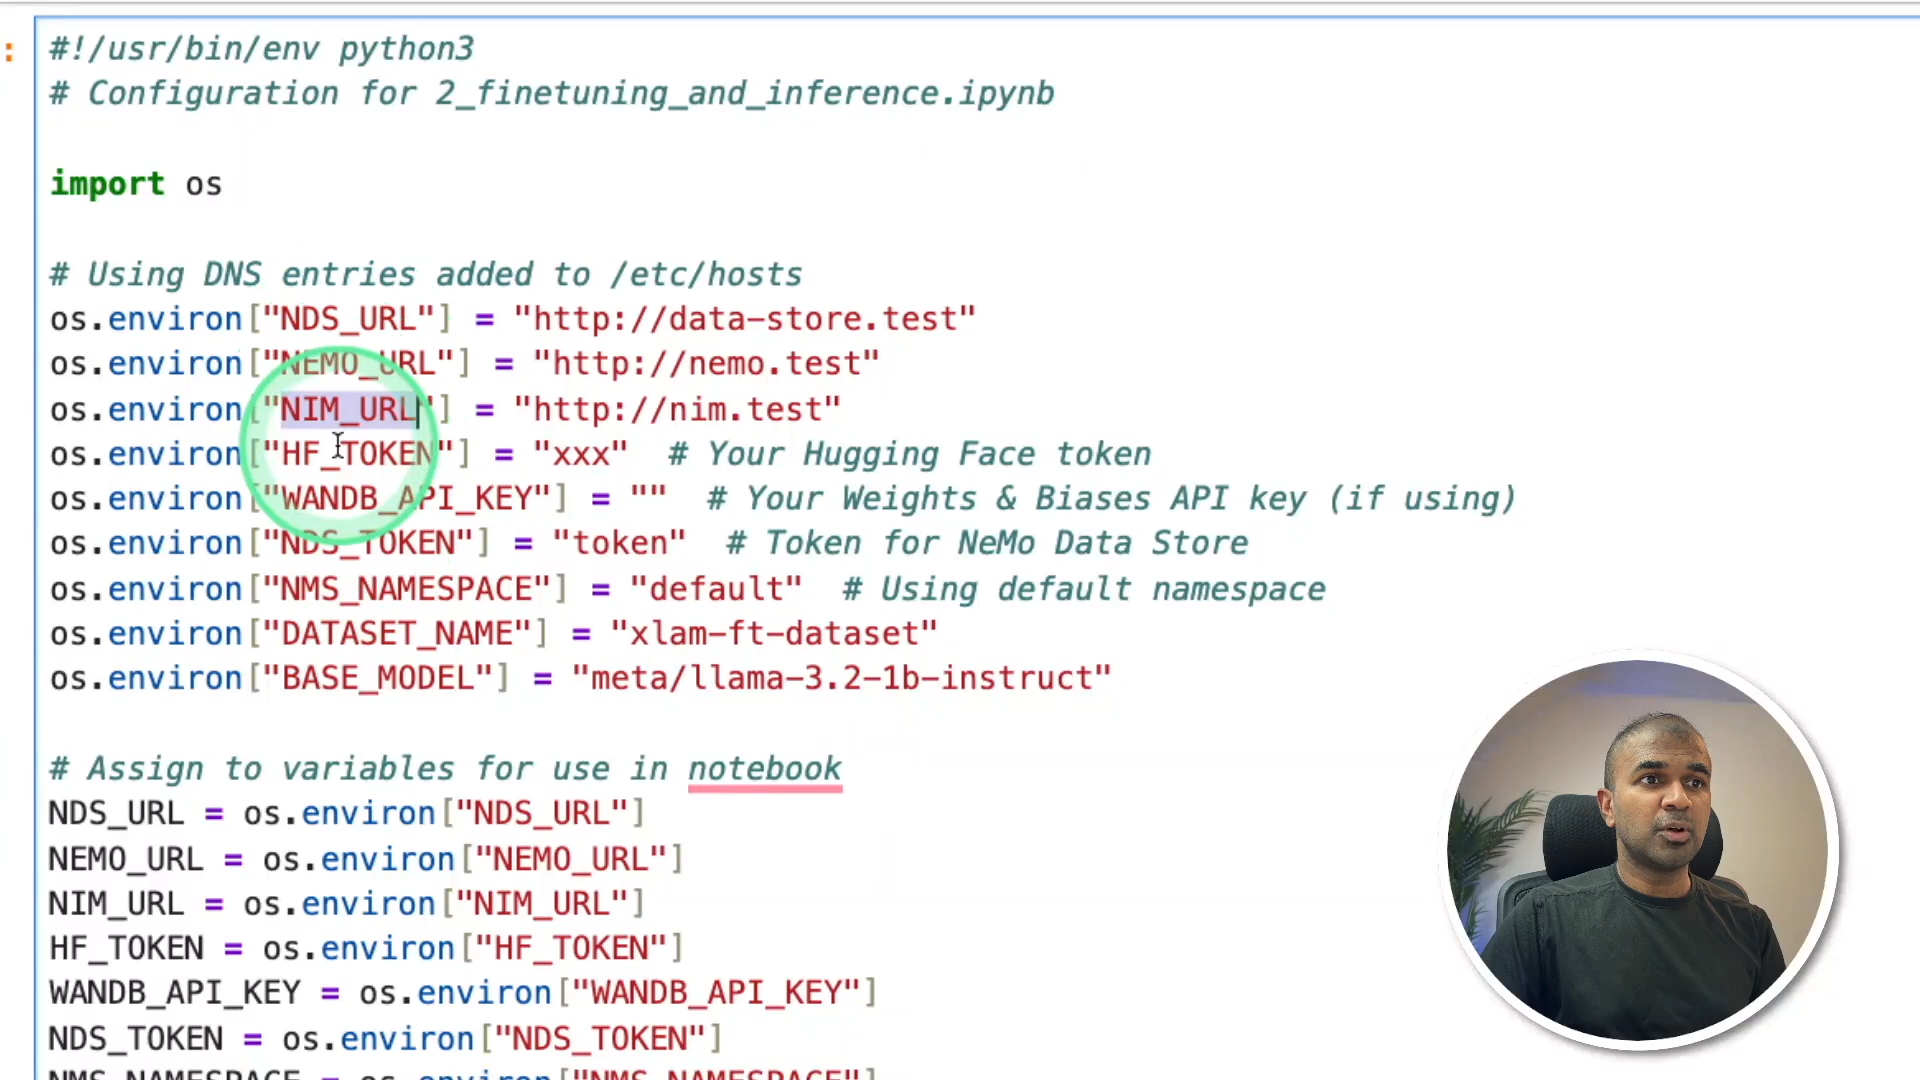 #!/usr/bin/env python3
# Configuration for 2_finetuning_and_inference.ipynb
import os
# Using DNS entries added to /etc/hosts
os.environ["NDS_URL"] = "http://data-store.test"
os.environ["NEMO_URL"] = "http://nemo.test"
os.environ["NIM_URL"] = "http://nim.test"
os.environ["HF_TOKEN"] = "xxx"  # Your Hugging Face token
os.environ["WANDB_API_KEY"] = ""  # Your Weights & Biases API key (if using)
os.environ["NDS_TOKEN"] = "token"  # Token for NeMo Data Store
os.environ["NMS_NAMESPACE"] = "default"  # Using default namespace
os.environ["DATASET_NAME"] = "xlam-ft-dataset"
os.environ["BASE_MODEL"] = "meta/llama-3.2-1b-instruct"
# Assign to variables for use in notebook
NDS_URL = os.environ["NDS_URL"]
NEMO_URL = os.environ["NEMO_URL"]
NIM_URL = os.environ["NIM_URL"]
HF_TOKEN = os.environ["HF_TOKEN"]
WANDB_API_KEY = os.environ["WANDB_API_KEY"]
NDS_TOKEN = os.environ["NDS_TOKEN"]
NMS_NAMESPACE = os.environ["NMS_NAMESPACE"]